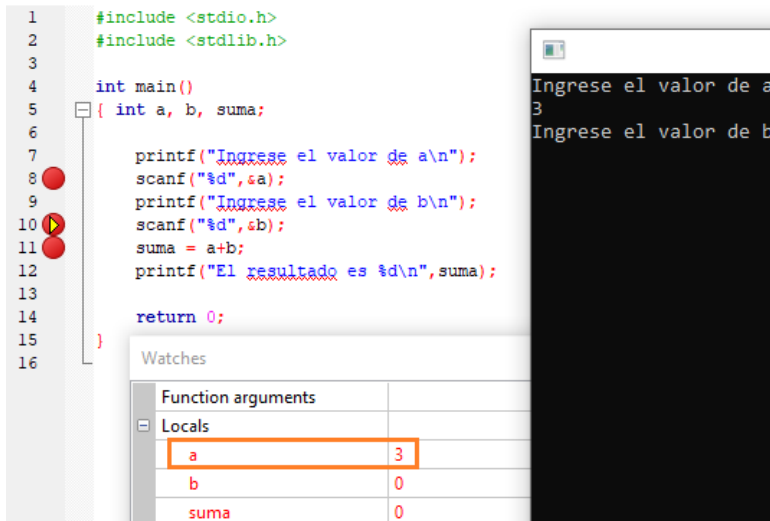 1 #include <stdio.h>
2 #include <stdlib.h>
3
4 int main()
5 { int a, b, suma;
6
7 printf("Ingrese el valor de a\n");
8 scanf("%d",&a);
9 printf("Ingrese el valor de b\n");
10 scanf("%d",&b);
11 suma = a+b;
12 printf("El resultado es %d\n",suma);
13
14 return 0;
15 }
16
Watches
Function arguments
Locals
a 3
b 0
suma 0
Ingrese el valor de a
3
Ingrese el valor de b